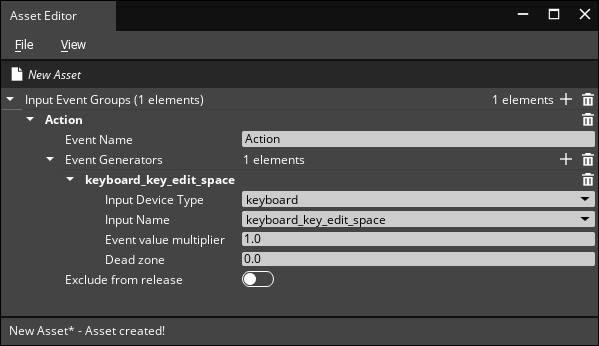 Asset Editor
File View
New Asset
Input Event Groups (1 elements) 1 elements
Action
Event Name Action
Event Generators 1 elements
keyboard_key_edit_space
Input Device Type keyboard
Input Name keyboard_key_edit_space
Event value multiplier 1.0
Dead zone 0.0
Exclude from release
New Asset* - Asset created!